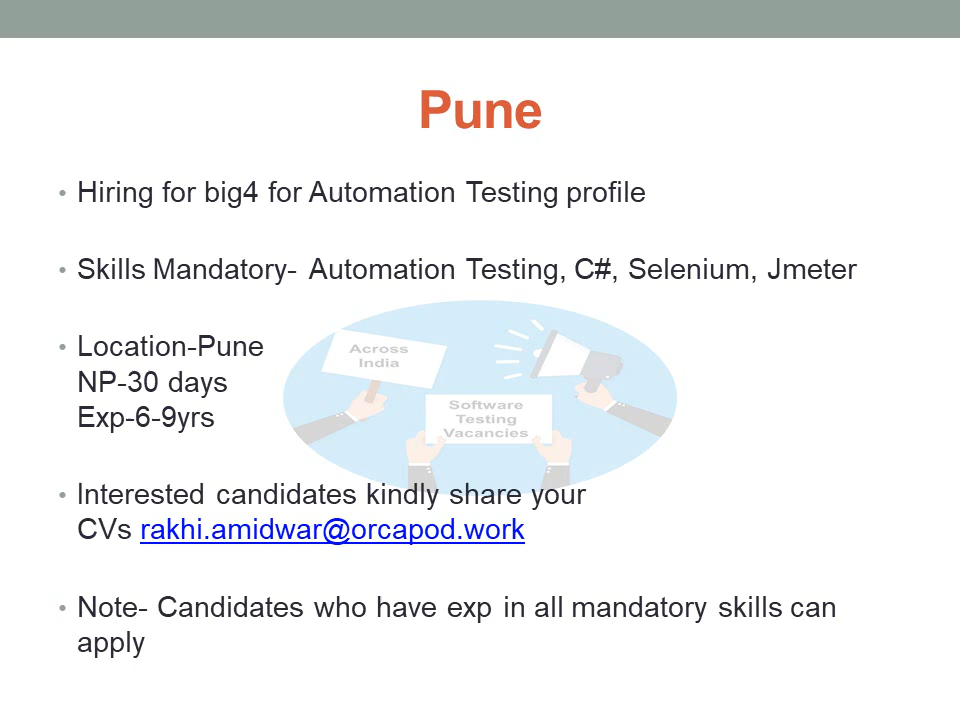 Pune
• Hiring for big4 for Automation Testing profile
• Skills Mandatory- Automation Testing, C#, Selenium, Jmeter
• Location-Pune
NP-30 days
Exp-6-9yrs
Across
India
Software
Testing
Vacancies
• Interested candidates kindly share your
CVs rakhi.amidwar@orcapod.work
• Note- Candidates who have exp in all mandatory skills can
apply